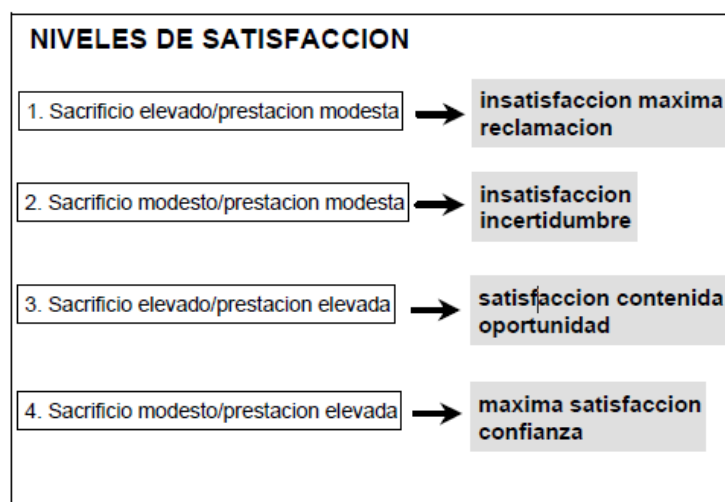 NIVELES DE SATISFACCION
1. Sacrificio elevado/prestacion modesta
insatisfaccion maxima
reclamacion
2. Sacrificio modesto/prestacion modesta
insatisfaccion
incertidumbre
3. Sacrificio elevado/prestacion elevada
satisfaccion contenida
oportunidad
4. Sacrificio modesto/prestacion elevada
maxima satisfaccion
confianza